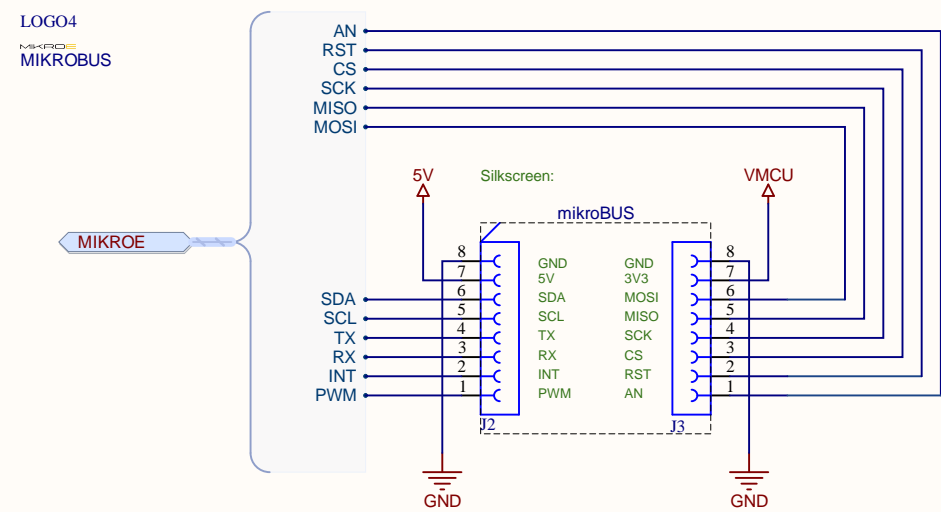 LOGO4
MIKROE
MIKROBUS
AN
RST
CS
SCK
MISO
MOSI
5V
Silkscreen:
VMCU
mikroBUS
MIKROE
8 GND GND 8
7 5V 3V3 7
SDA 6 SDA MOSI 6
SCL 5 SCL MISO 5
TX 4 TX SCK 4
RX 3 RX CS 3
INT 2 INT RST 2
PWM 1 PWM AN 1
J2 J3
GND GND